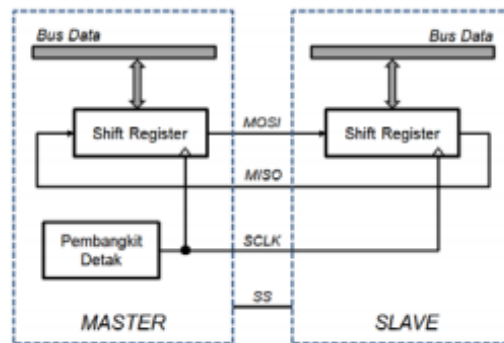 Bus Data
Bus Data
Shift Register
MOSI
Shift Register
MISO
Pembangkit
Detak
SCLK
SS
MASTER
SLAVE